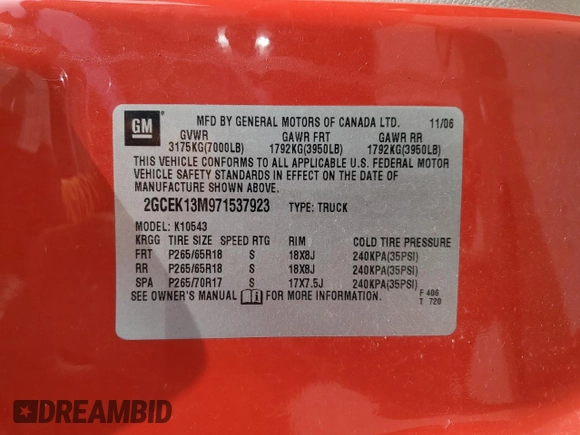 GM
MFD BY GENERAL MOTORS OF CANADA LTD. 11/06
GVWR GAWR FRT GAWR RR
3175KG(7000LB) 1792KG(3950LB) 1792KG(3950LB)
THIS VEHICLE CONFORMS TO ALL APPLICABLE U.S. FEDERAL MOTOR
VEHICLE SAFETY STANDARDS IN EFFECT ON THE DATE OF
MANUFACTURE SHOWN ABOVE.
2GCEK13M971537923 TYPE: TRUCK
MODEL: K10543
KRGG TIRE SIZE SPEED RTG RIM COLD TIRE PRESSURE
FRT P265/65R18 S 18X8J 240KPA(35PSI)
RR P265/65R18 S 18X8J 240KPA(35PSI)
SPA P265/70R17 S 17X7.5J 240KPA(35PSI)
SEE OWNER'S MANUAL FOR MORE INFORMATION. F 406
T 720
DREAMBID